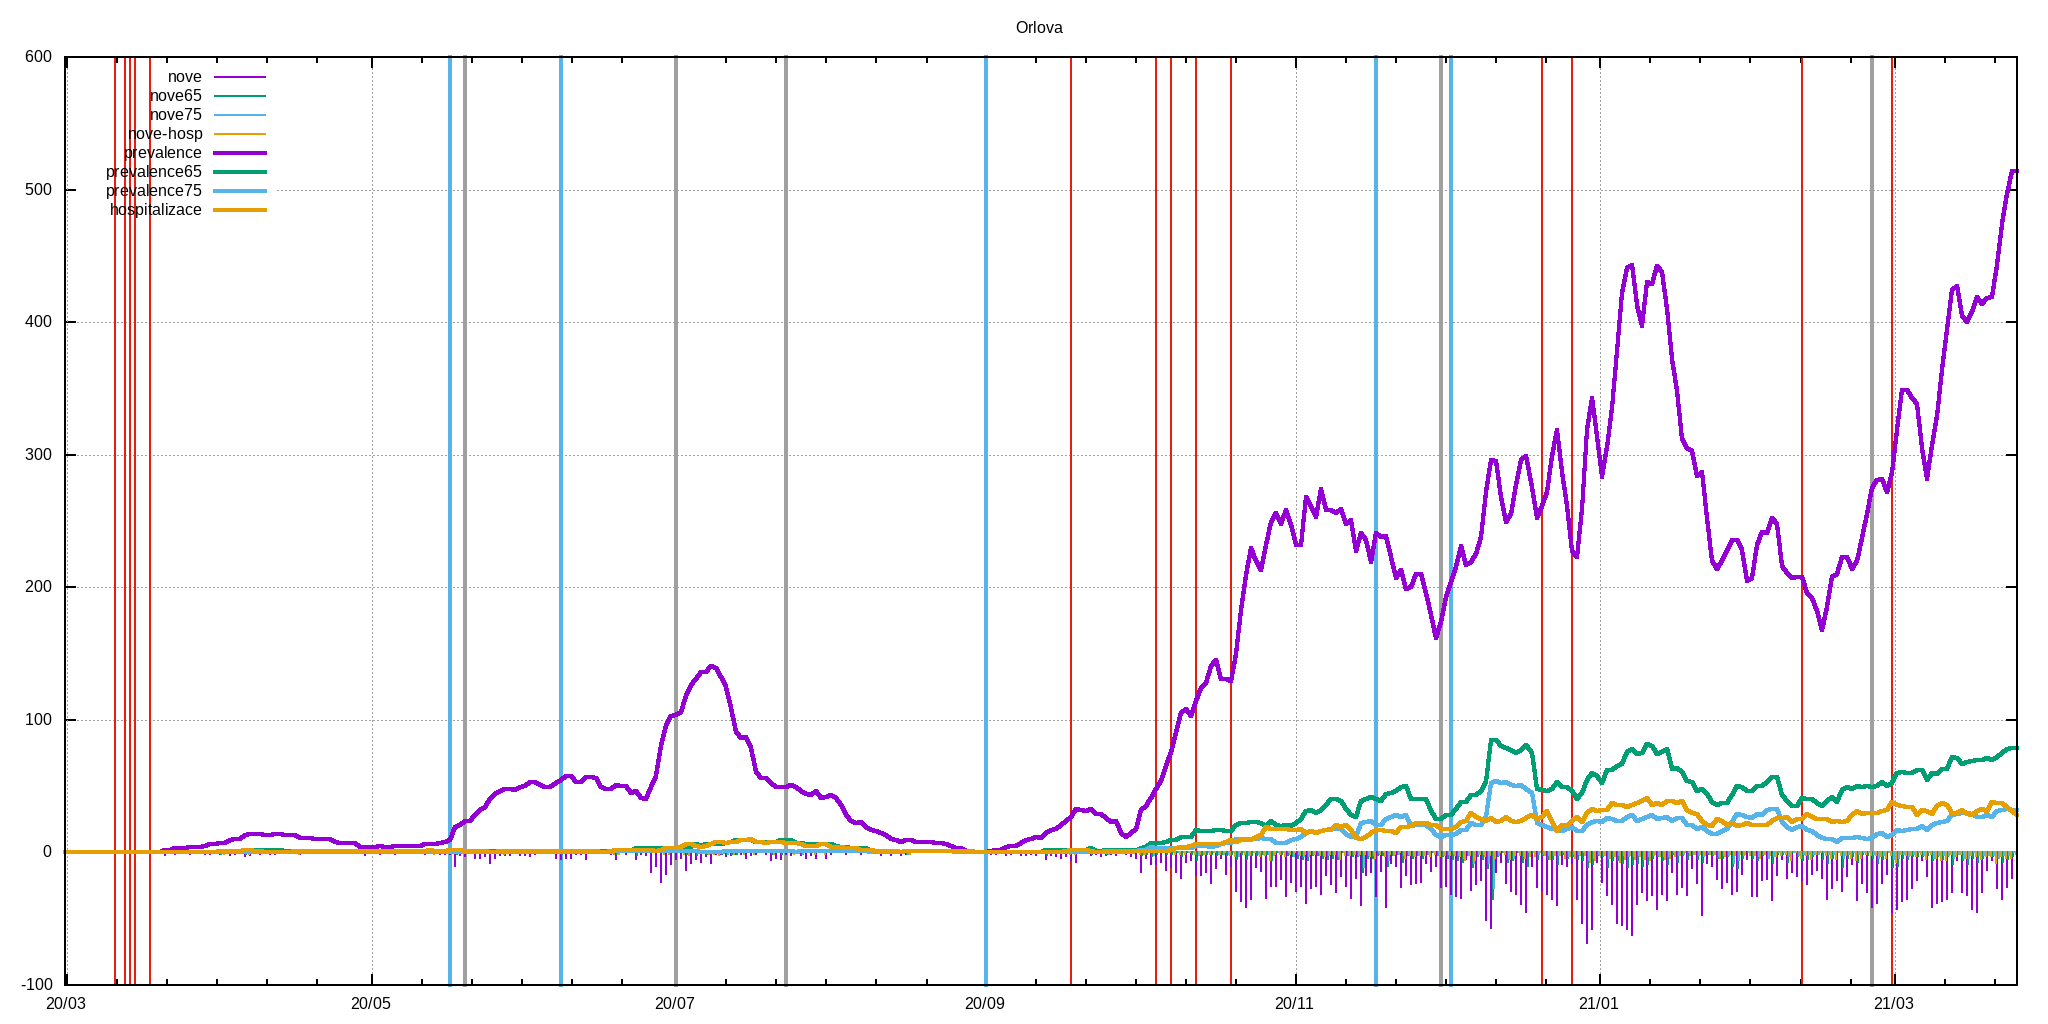 Orlova
600
500
400
300
200
100
0
-100
nove
nove65
nove75
nove-hosp
prevalence
prevalence65
prevalence75
hospitalizace
20/03
20/05
20/07
20/09
20/11
21/01
21/03